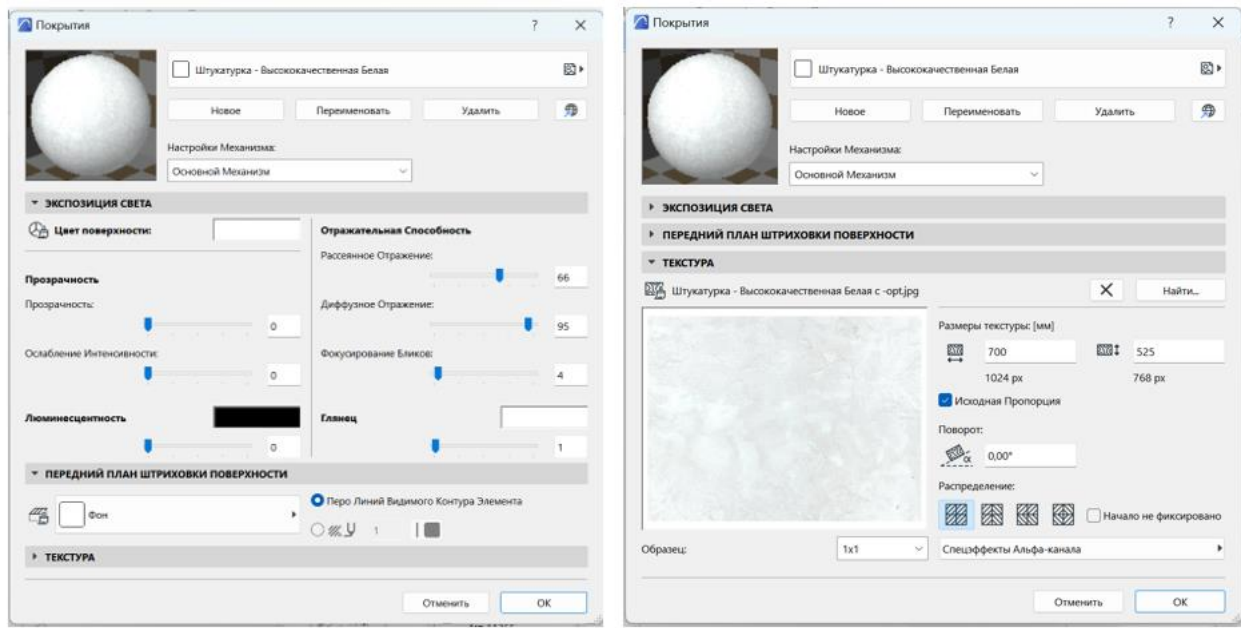 Покрытия
?
Штукатурка - Высококачественная Белая
Новое
Переименовать
Удалить
Настройки Механизма:
Основной Механизм
ЭКСПОЗИЦИЯ СВЕТА
Цвет поверхности:
Отражательная Способность
Рассеянное Отражение:
66
Прозрачность
Прозрачность:
0
Диффузное Отражение:
95
Ослабление Интенсивности:
0
Фокусирование Бликов:
4
Люминесцентность
0
Глянец
1
ПЕРЕДНИЙ ПЛАН ШТРИХОВКИ ПОВЕРХНОСТИ
Фон
Перо Линий Видимого Контура Элемента
1
ТЕКСТУРА
Отменить
OK
Покрытия
?
Штукатурка - Высококачественная Белая
Новое
Переименовать
Удалить
Настройки Механизма:
Основной Механизм
ЭКСПОЗИЦИЯ СВЕТА
ПЕРЕДНИЙ ПЛАН ШТРИХОВКИ ПОВЕРХНОСТИ
ТЕКСТУРА
Штукатурка - Высококачественная Белая с -opt.jpg
Найти...
Размеры текстуры: [мм]
700
525
1024 px
768 px
Исходная Пропорция
Поворот:
α
0,00°
Распределение:
Начало не фиксировано
Образец:
1x1
Спецэффекты Альфа-канала
Отменить
OK